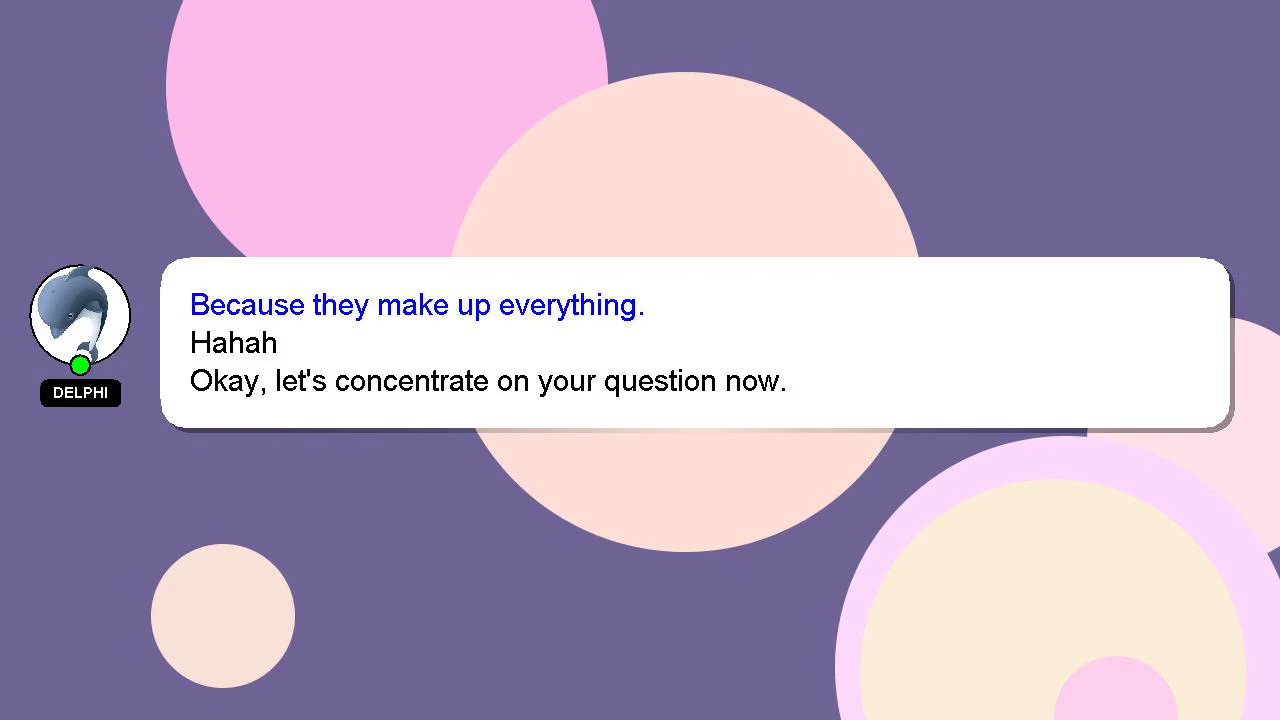 Because they make up everything.
Hahah
Okay, let's concentrate on your question now.
DELPHI